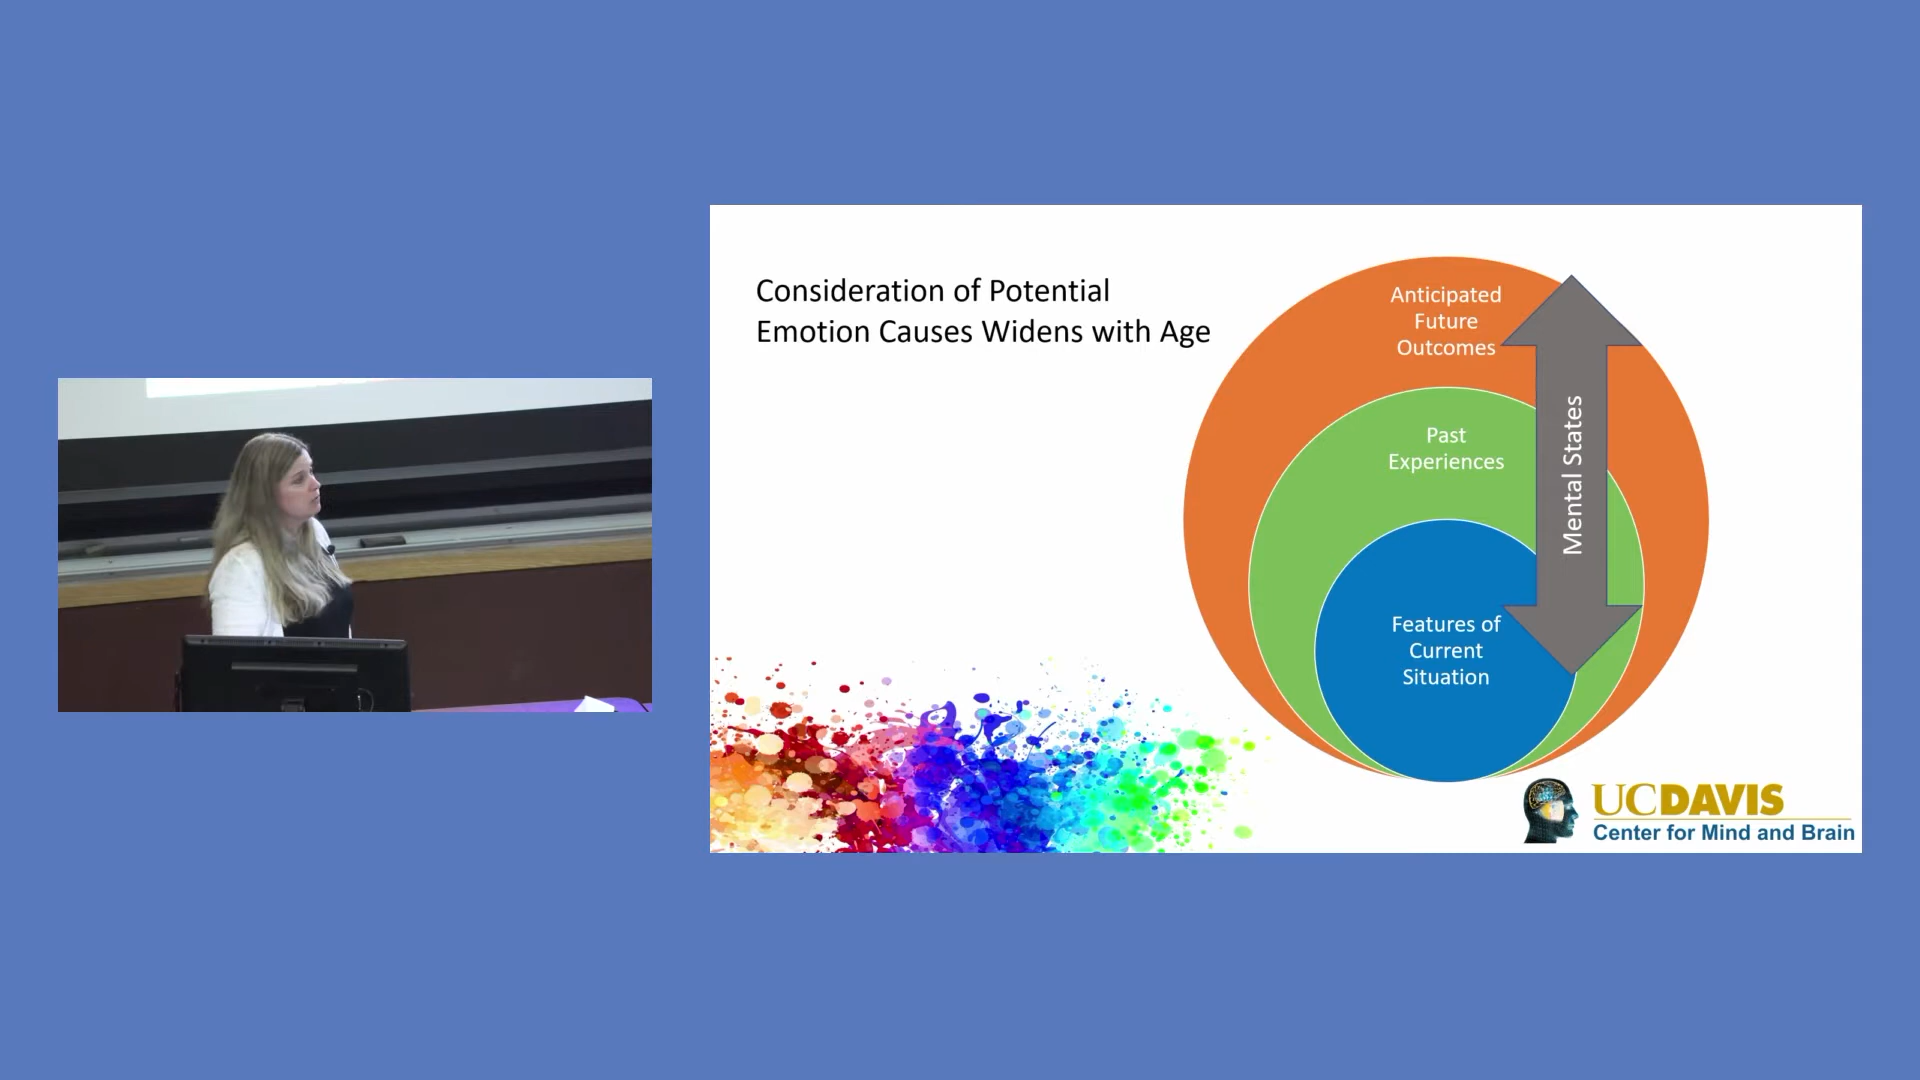 Consideration of Potential
Emotion Causes Widens with Age
Anticipated
Future
Outcomes
Past
Experiences
Mental States
Features of
Current
Situation
UCDAVIS
Center for Mind and Brain